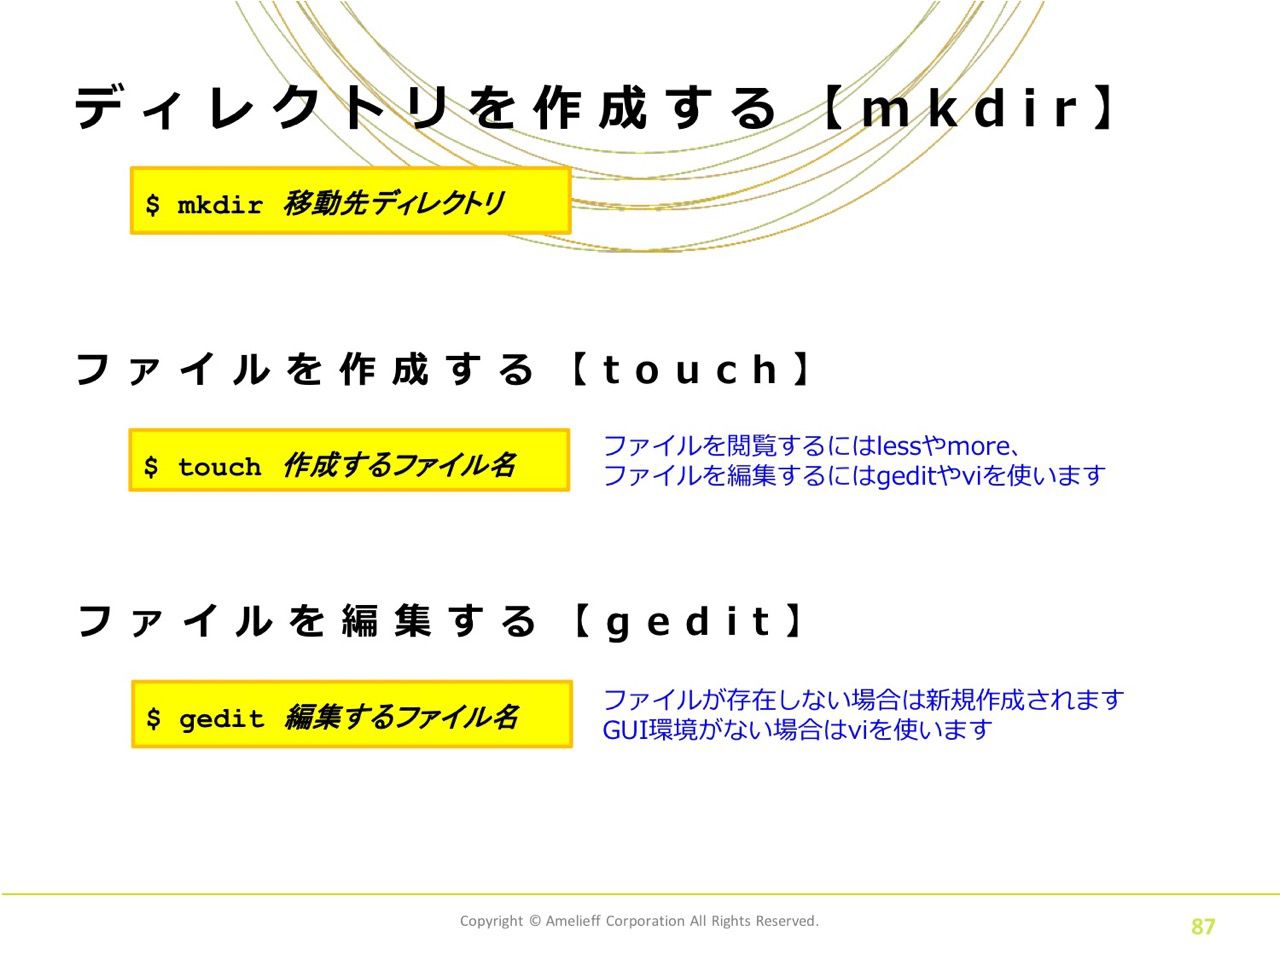 ディレクトリを作成する【mkdir】
$ mkdir 移動先ディレクトリ
ファイルを作成する【touch】
$ touch 作成するファイル名
ファイルを閲覧するにはlessやmore、
ファイルを編集するにはgeditやviを使います
ファイルを編集する【gedit】
$ gedit 編集するファイル名
ファイルが存在しない場合は新規作成されます
GUI環境がない場合はviを使います
Copyright © Amelieff Corporation All Rights Reserved.
87